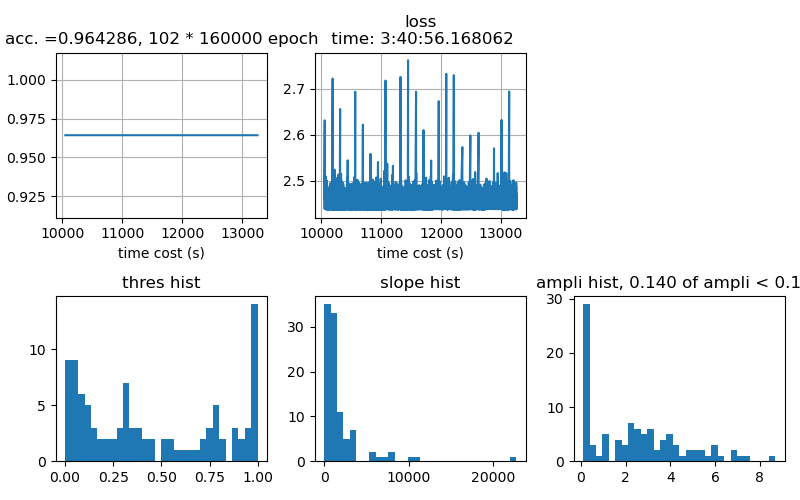 loss
acc. =0.964286, 102 * 160000 epoch
time: 3:40:56.168062
1.000
0.975
0.950
0.925
10000 11000 12000 13000
time cost (s)
2.7
2.6
2.5
10000 11000 12000 13000
time cost (s)
thres hist
10
5
0
0.00 0.25 0.50 0.75 1.00
slope hist
30
20
10
0
0 10000 20000
ampli hist, 0.140 of ampli < 0.1
30
20
10
0
0 2 4 6 8